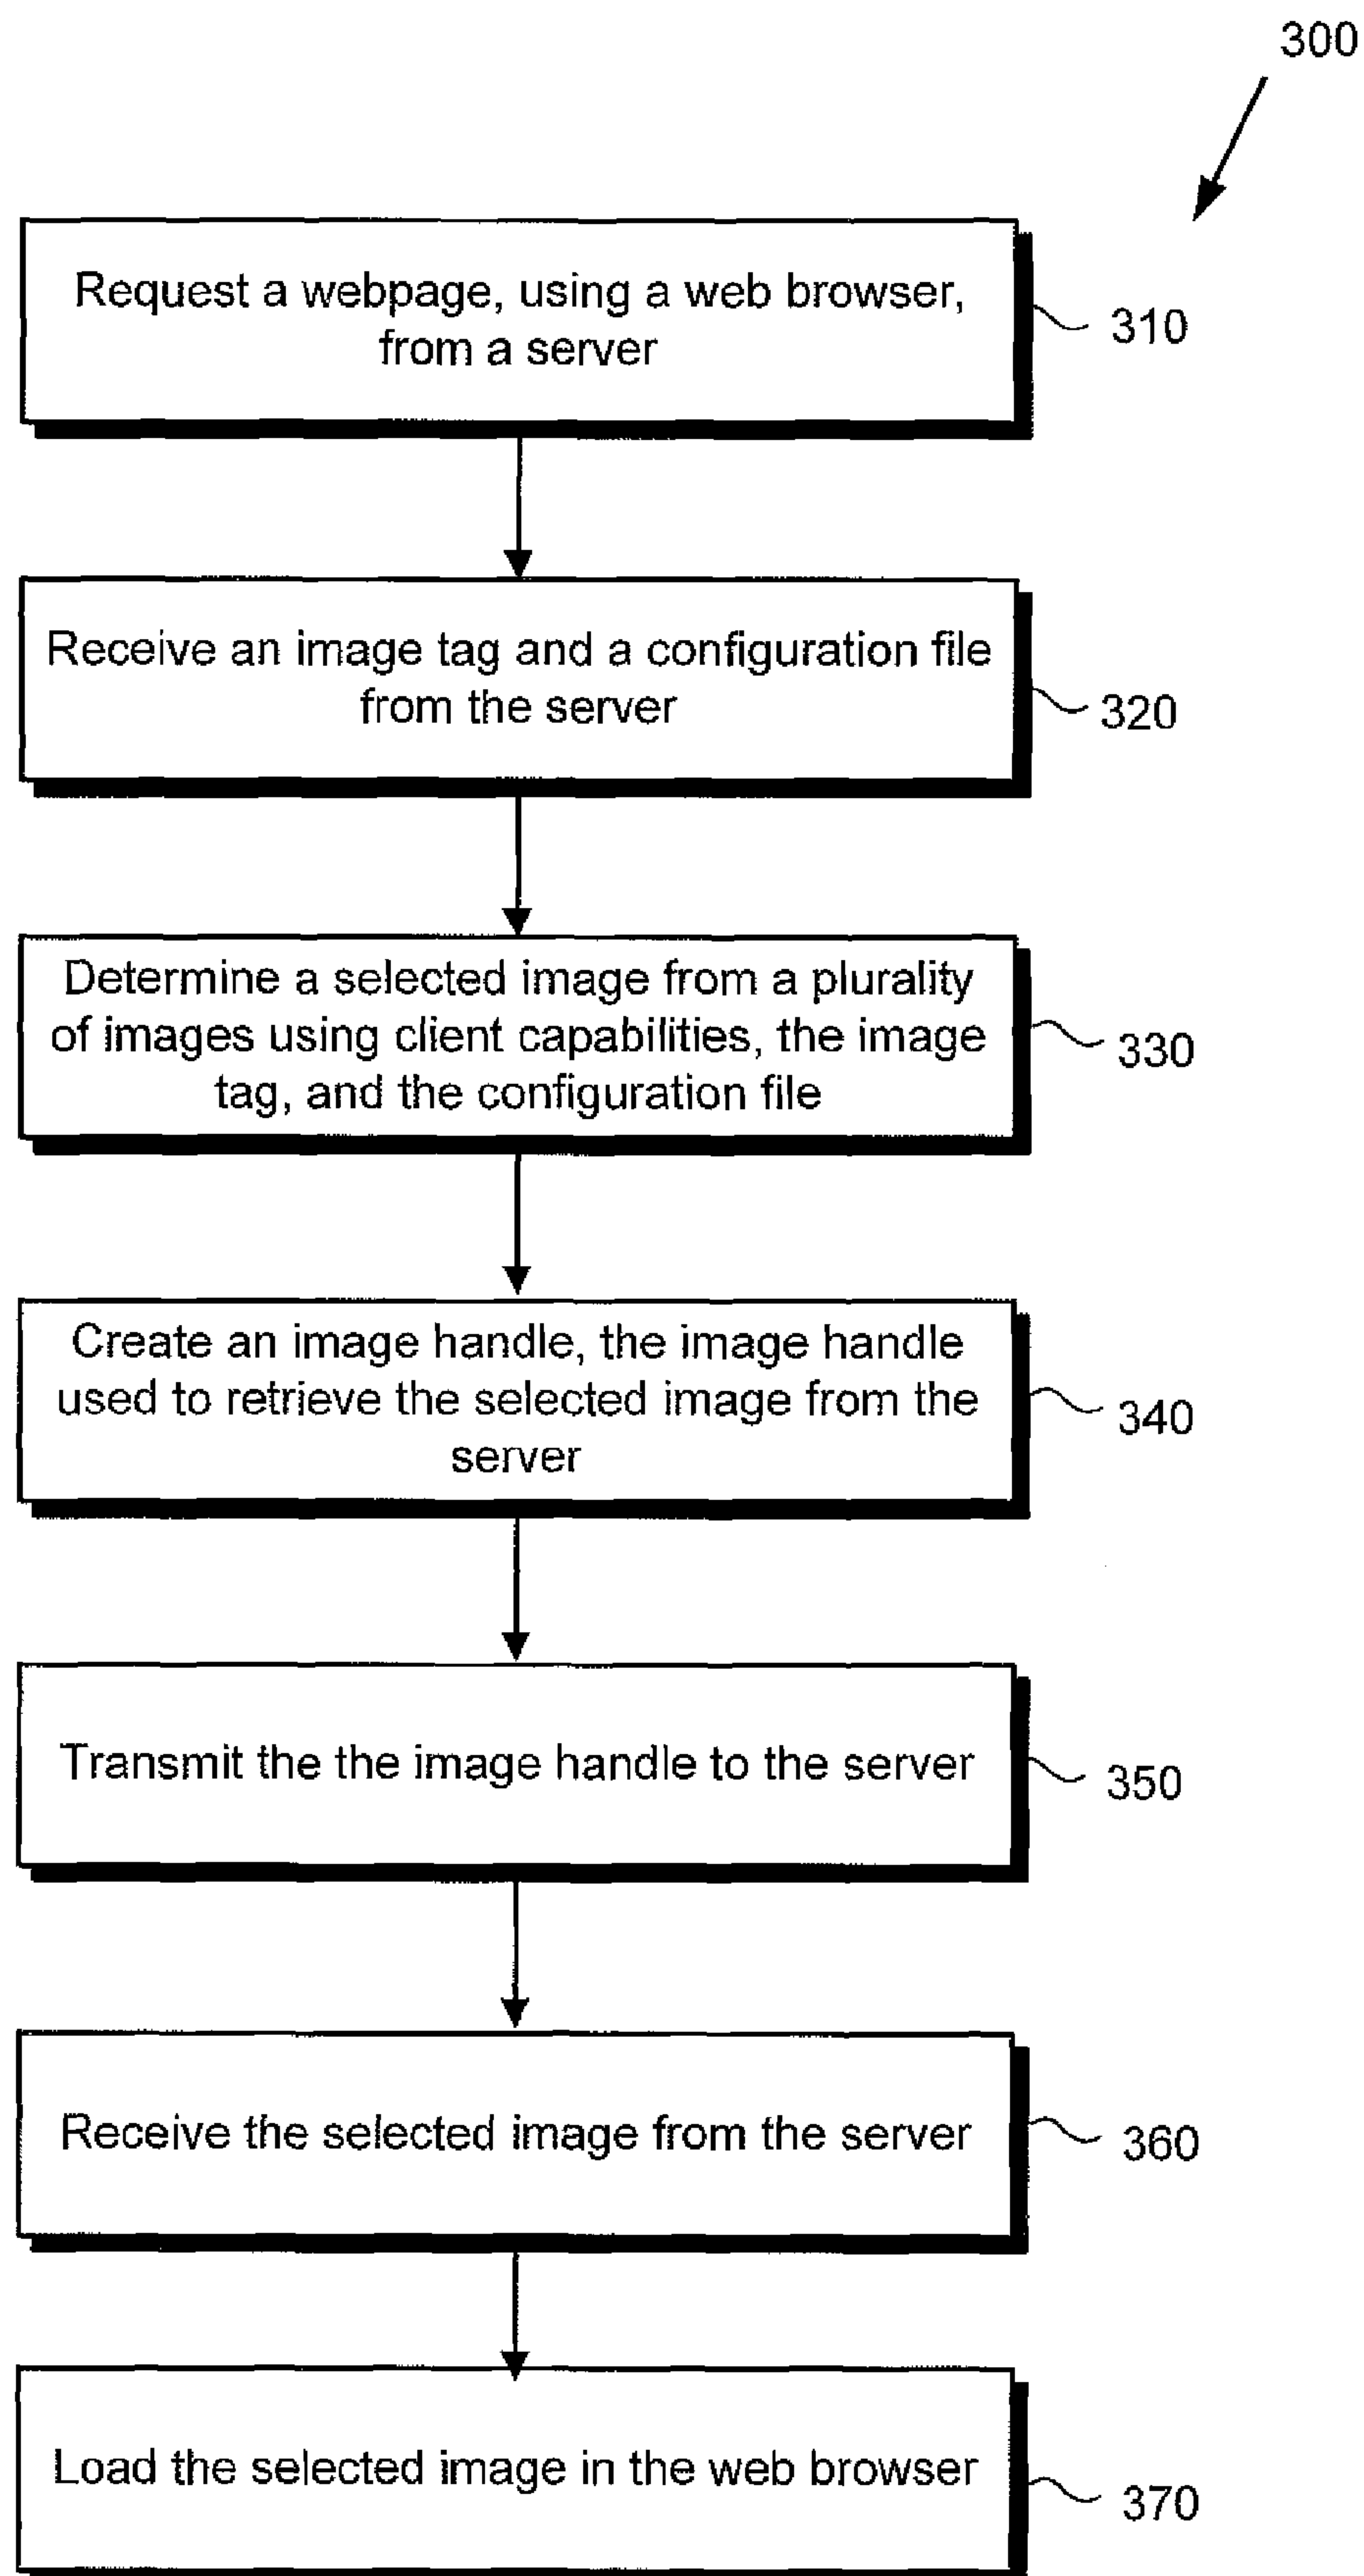 300
Request a webpage, using a web browser,
from a server
310
Receive an image tag and a configuration file
from the server
320
Determine a selected image from a plurality
of images using client capabilities, the image
tag, and the configuration file
330
Create an image handle, the image handle
used to retrieve the selected image from the
server
340
Transmit the the image handle to the server
350
Receive the selected image from the server
360
Load the selected image in the web browser
370